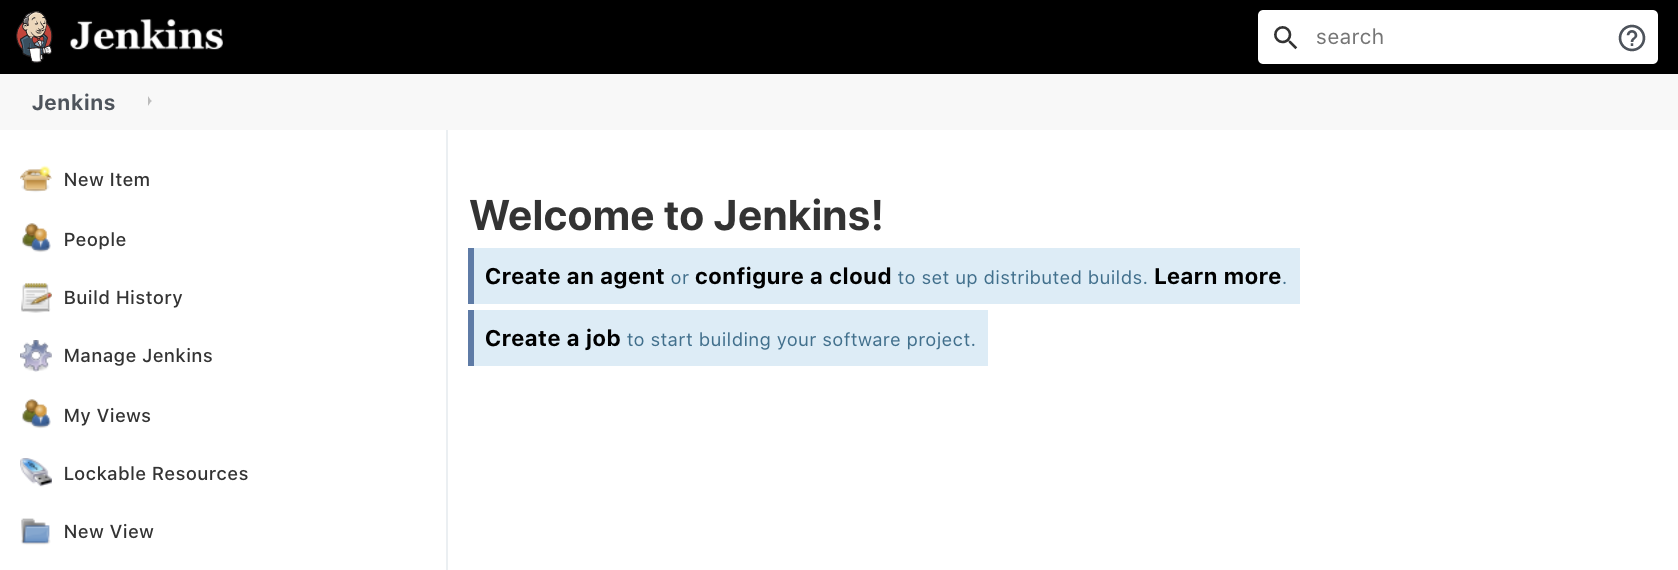 Jenkins
search
Jenkins
New Item
People
Build History
Manage Jenkins
My Views
Lockable Resources
New View
Welcome to Jenkins!
Create an agent or configure a cloud to set up distributed builds. Learn more.
Create a job to start building your software project.